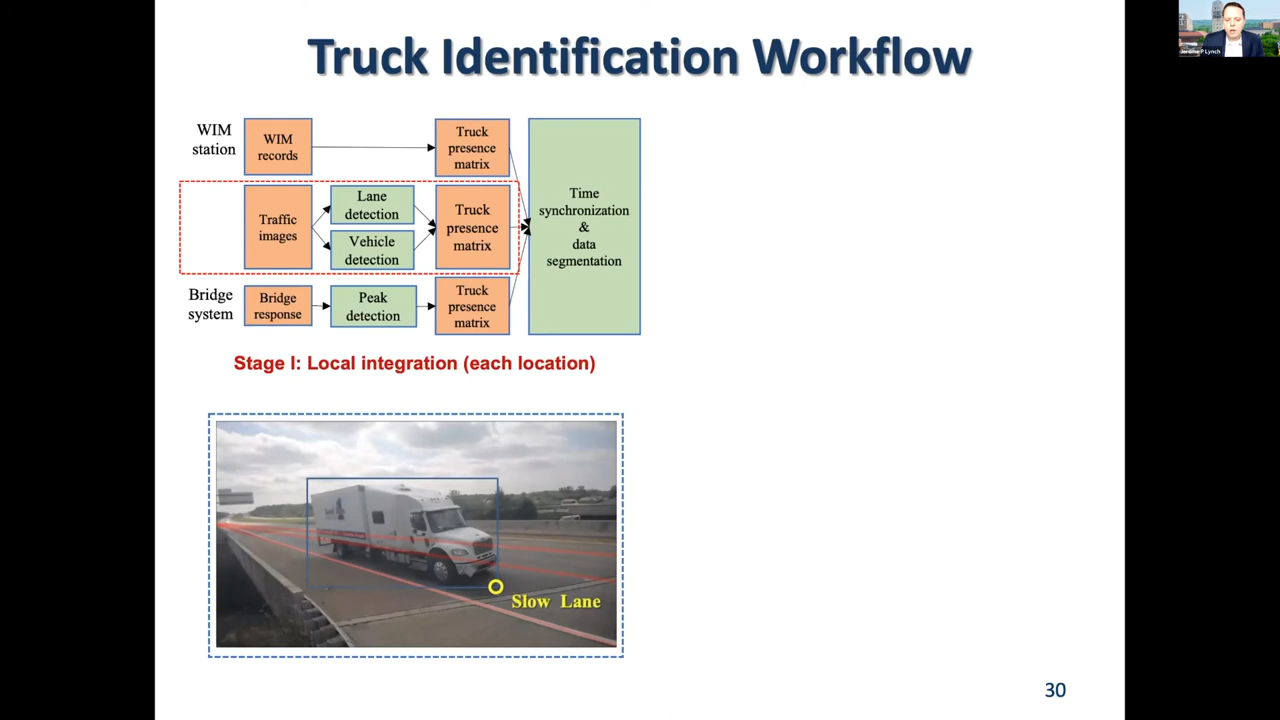 Truck Identification Workflow
WIM
station
WIM
records
Truck
presence
matrix
Traffic
images
Lane
detection
Vehicle
detection
Truck
presence
matrix
Bridge
system
Bridge
response
Peak
detection
Truck
presence
matrix
Time
synchronization
&
data
segmentation
Stage I: Local integration (each location)
Slow Lane
30
Jerome P Lynch